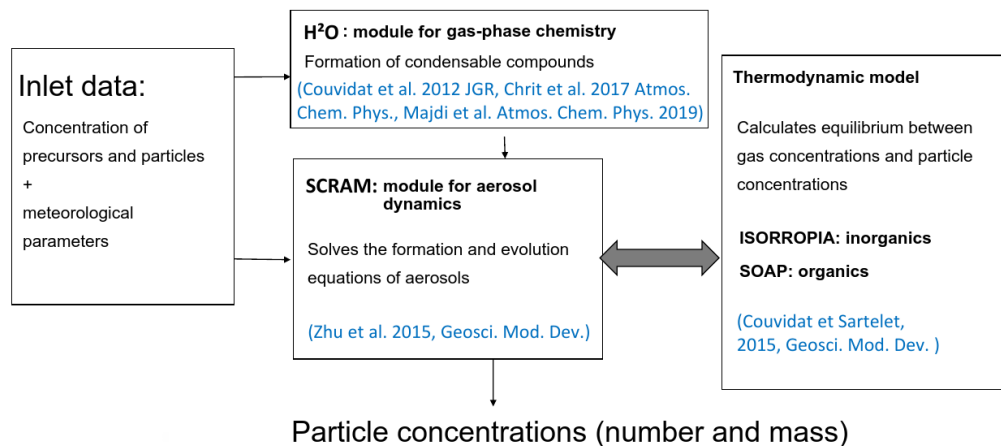 Inlet data:
Concentration of
precursors and particles
+
meteorological
parameters
H²O : module for gas-phase chemistry
Formation of condensable compounds
(Couvidat et al. 2012 JGR, Chrit et al. 2017 Atmos.
Chem. Phys., Majdi et al. Atmos. Chem. Phys. 2019)
SCRAM: module for aerosol
dynamics
Solves the formation and evolution
equations of aerosols
(Zhu et al. 2015, Geosci. Mod. Dev.)
Thermodynamic model
Calculates equilibrium between
gas concentrations and particle
concentrations
ISORROPIA: inorganics
SOAP: organics
(Couvidat et Sartelet,
2015, Geosci. Mod. Dev. )
Particle concentrations (number and mass)